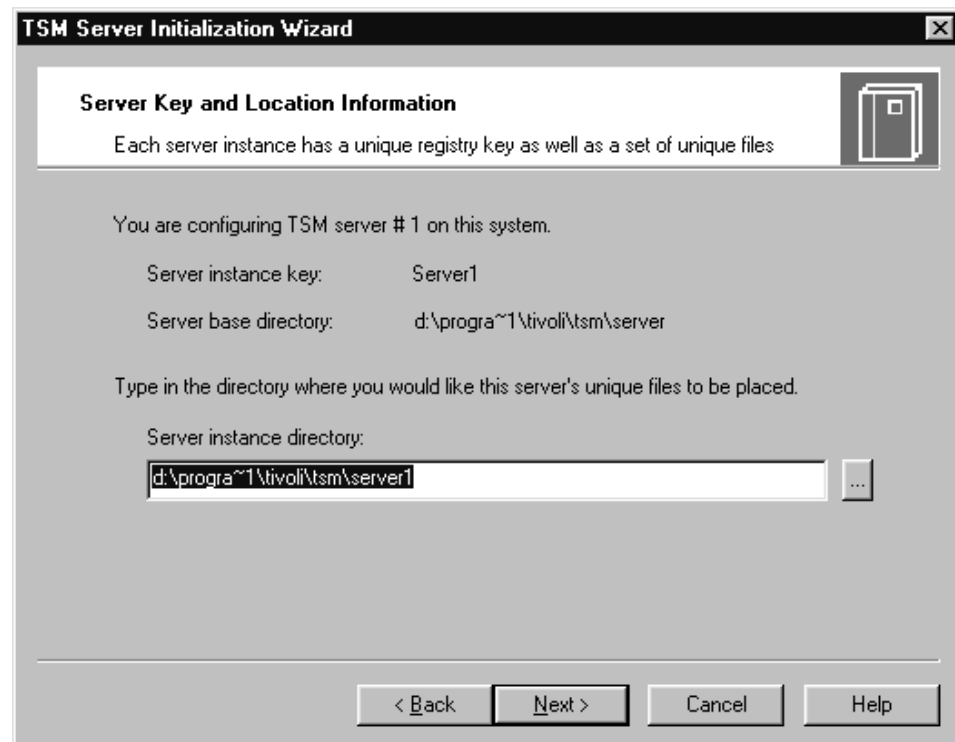 TSM Server Initialization Wizard
Server Key and Location Information
Each server instance has a unique registry key as well as a set of unique files
You are configuring TSM server # 1 on this system.
Server instance key: Server1
Server base directory: d:\progra~1\tivoli\tsm\server
Type in the directory where you would like this server's unique files to be placed.
Server instance directory:
d:\progra~1\tivoli\tsm\server1
...
< Back Next > Cancel Help